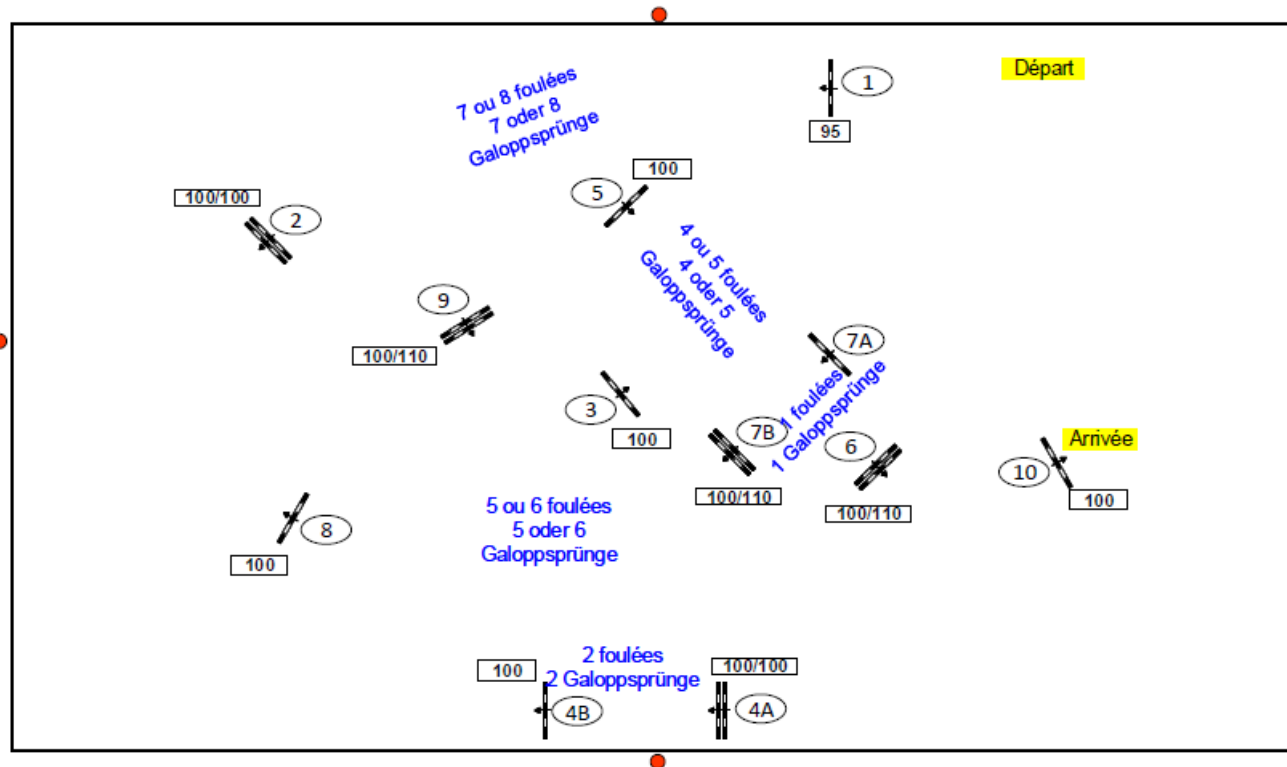 Départ
1
95
7 ou 8 foulées
7 oder 8
Galoppsprünge
5
100
100/100
2
4 ou 5 foulées
4 oder 5
Galoppsprünge
9
100/110
7A
1 foulées
1 Galoppsprünge
3
100
7B
100/110
6
100/110
Arrivée
10
100
8
100
5 ou 6 foulées
5 oder 6
Galoppsprünge
2 foulées
2 Galoppsprünge
100
4B
100/100
4A